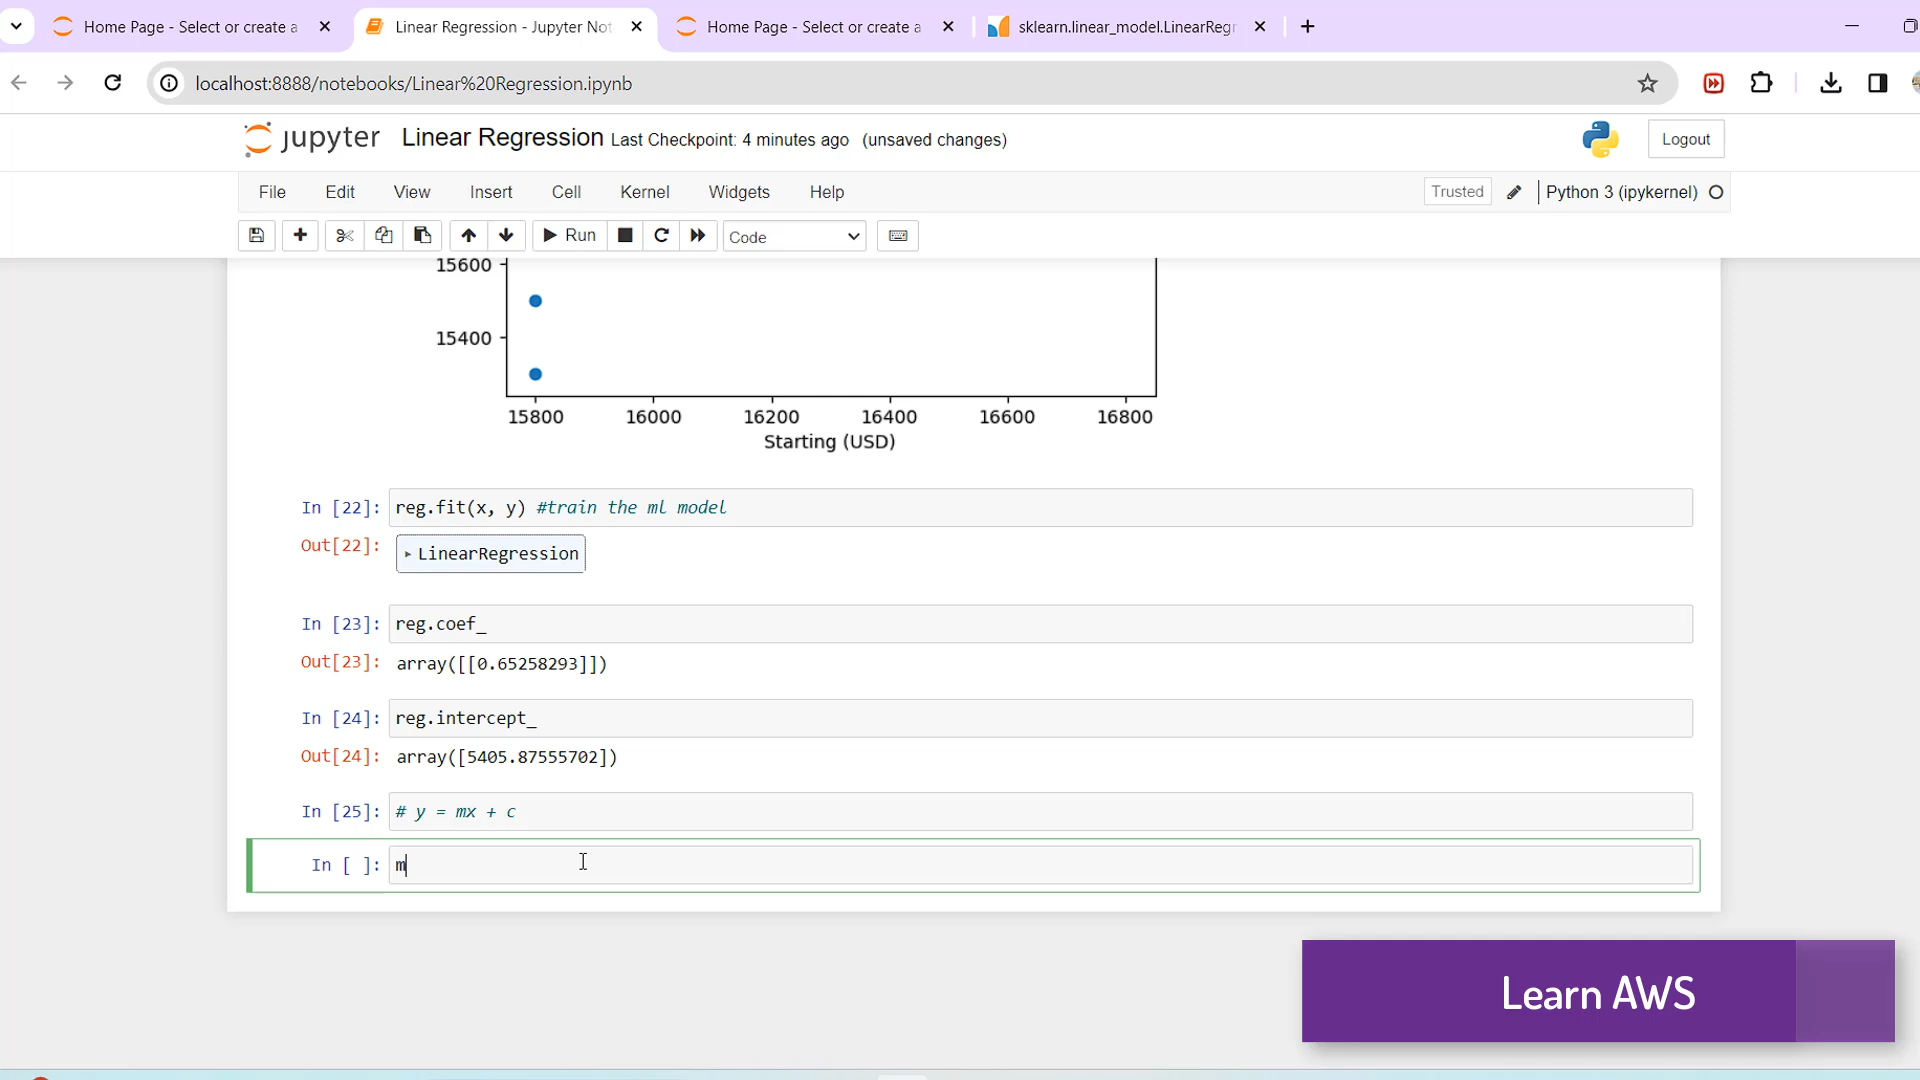 Home Page - Select or create a
Linear Regression - Jupyter Not
Home Page - Select or create a
sklearn.linear_model.LinearRegr
localhost:8888/notebooks/Linear%20Regression.ipynb
jupyter Linear Regression Last Checkpoint: 4 minutes ago (unsaved changes)
Logout
File Edit View Insert Cell Kernel Widgets Help
Trusted Python 3 (ipykernel)
Run Code
15600
15400
15800 16000 16200 16400 16600 16800
Starting (USD)
In [22]: reg.fit(x, y) #train the ml model
Out[22]: LinearRegression
In [23]: reg.coef_
Out[23]: array([[0.65258293]])
In [24]: reg.intercept_
Out[24]: array([5405.87555702])
In [25]: # y = mx + c
In [ ]: m
Learn AWS